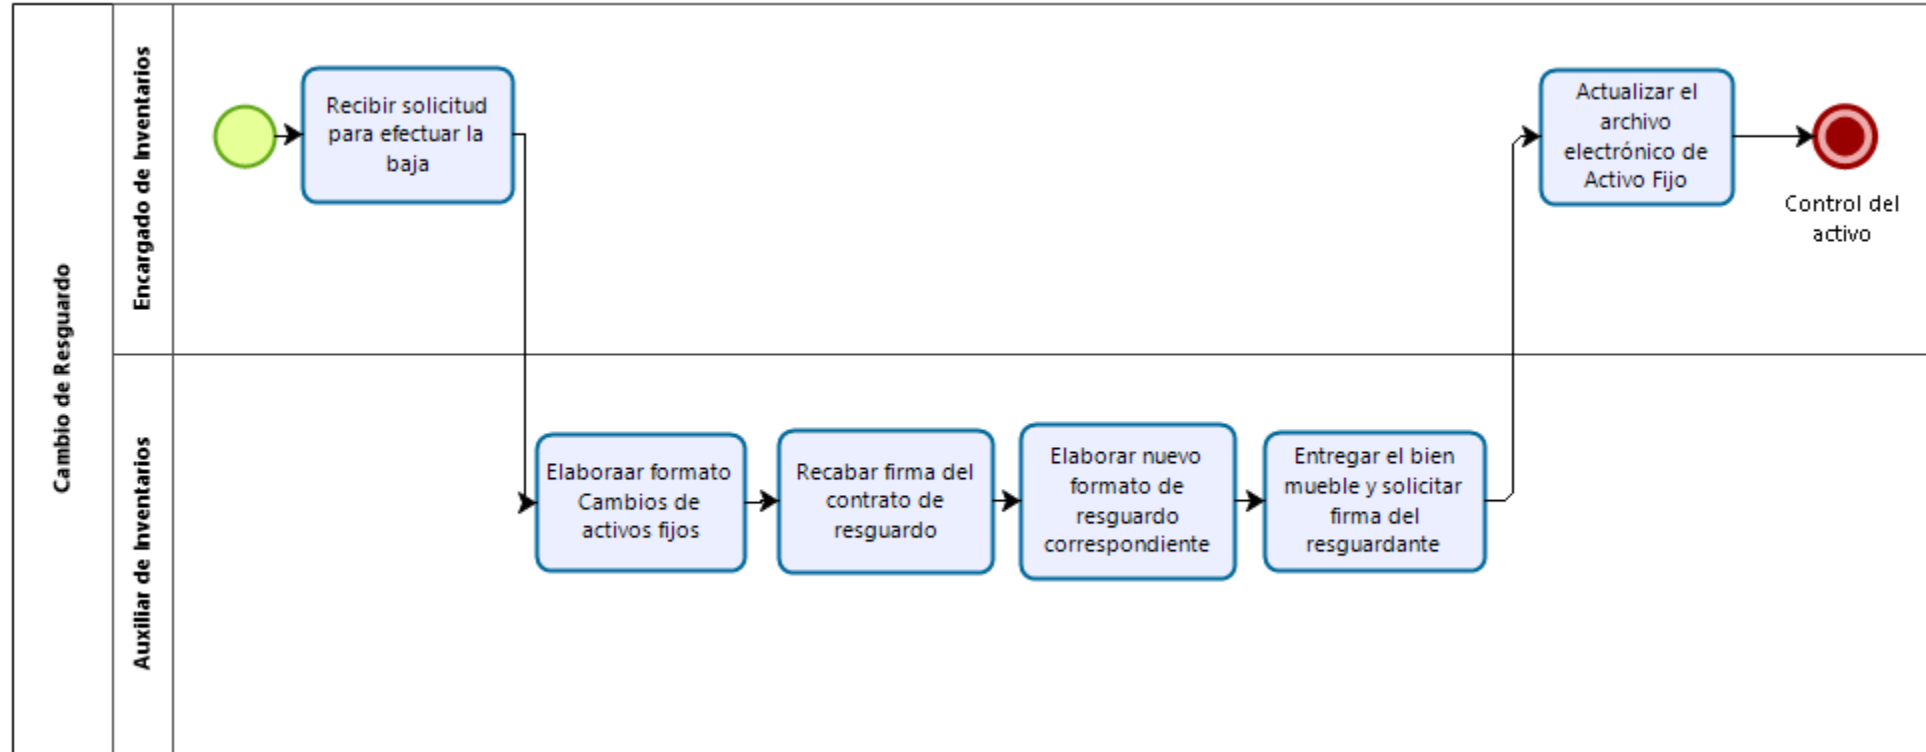 Cambio de Resguardo
Encargado de Inventarios
Recibir solicitud
para efectuar la
baja
Actualizar el
archivo
electrónico de
Activo Fijo
Control del
activo
Auxiliar de Inventarios
Elaboraar formato
Cambios de
activos fijos
Recabar firma del
contrato de
resguardo
Elaborar nuevo
formato de
resguardo
correspondiente
Entregar el bien
mueble y solicitar
firma del
resguardante